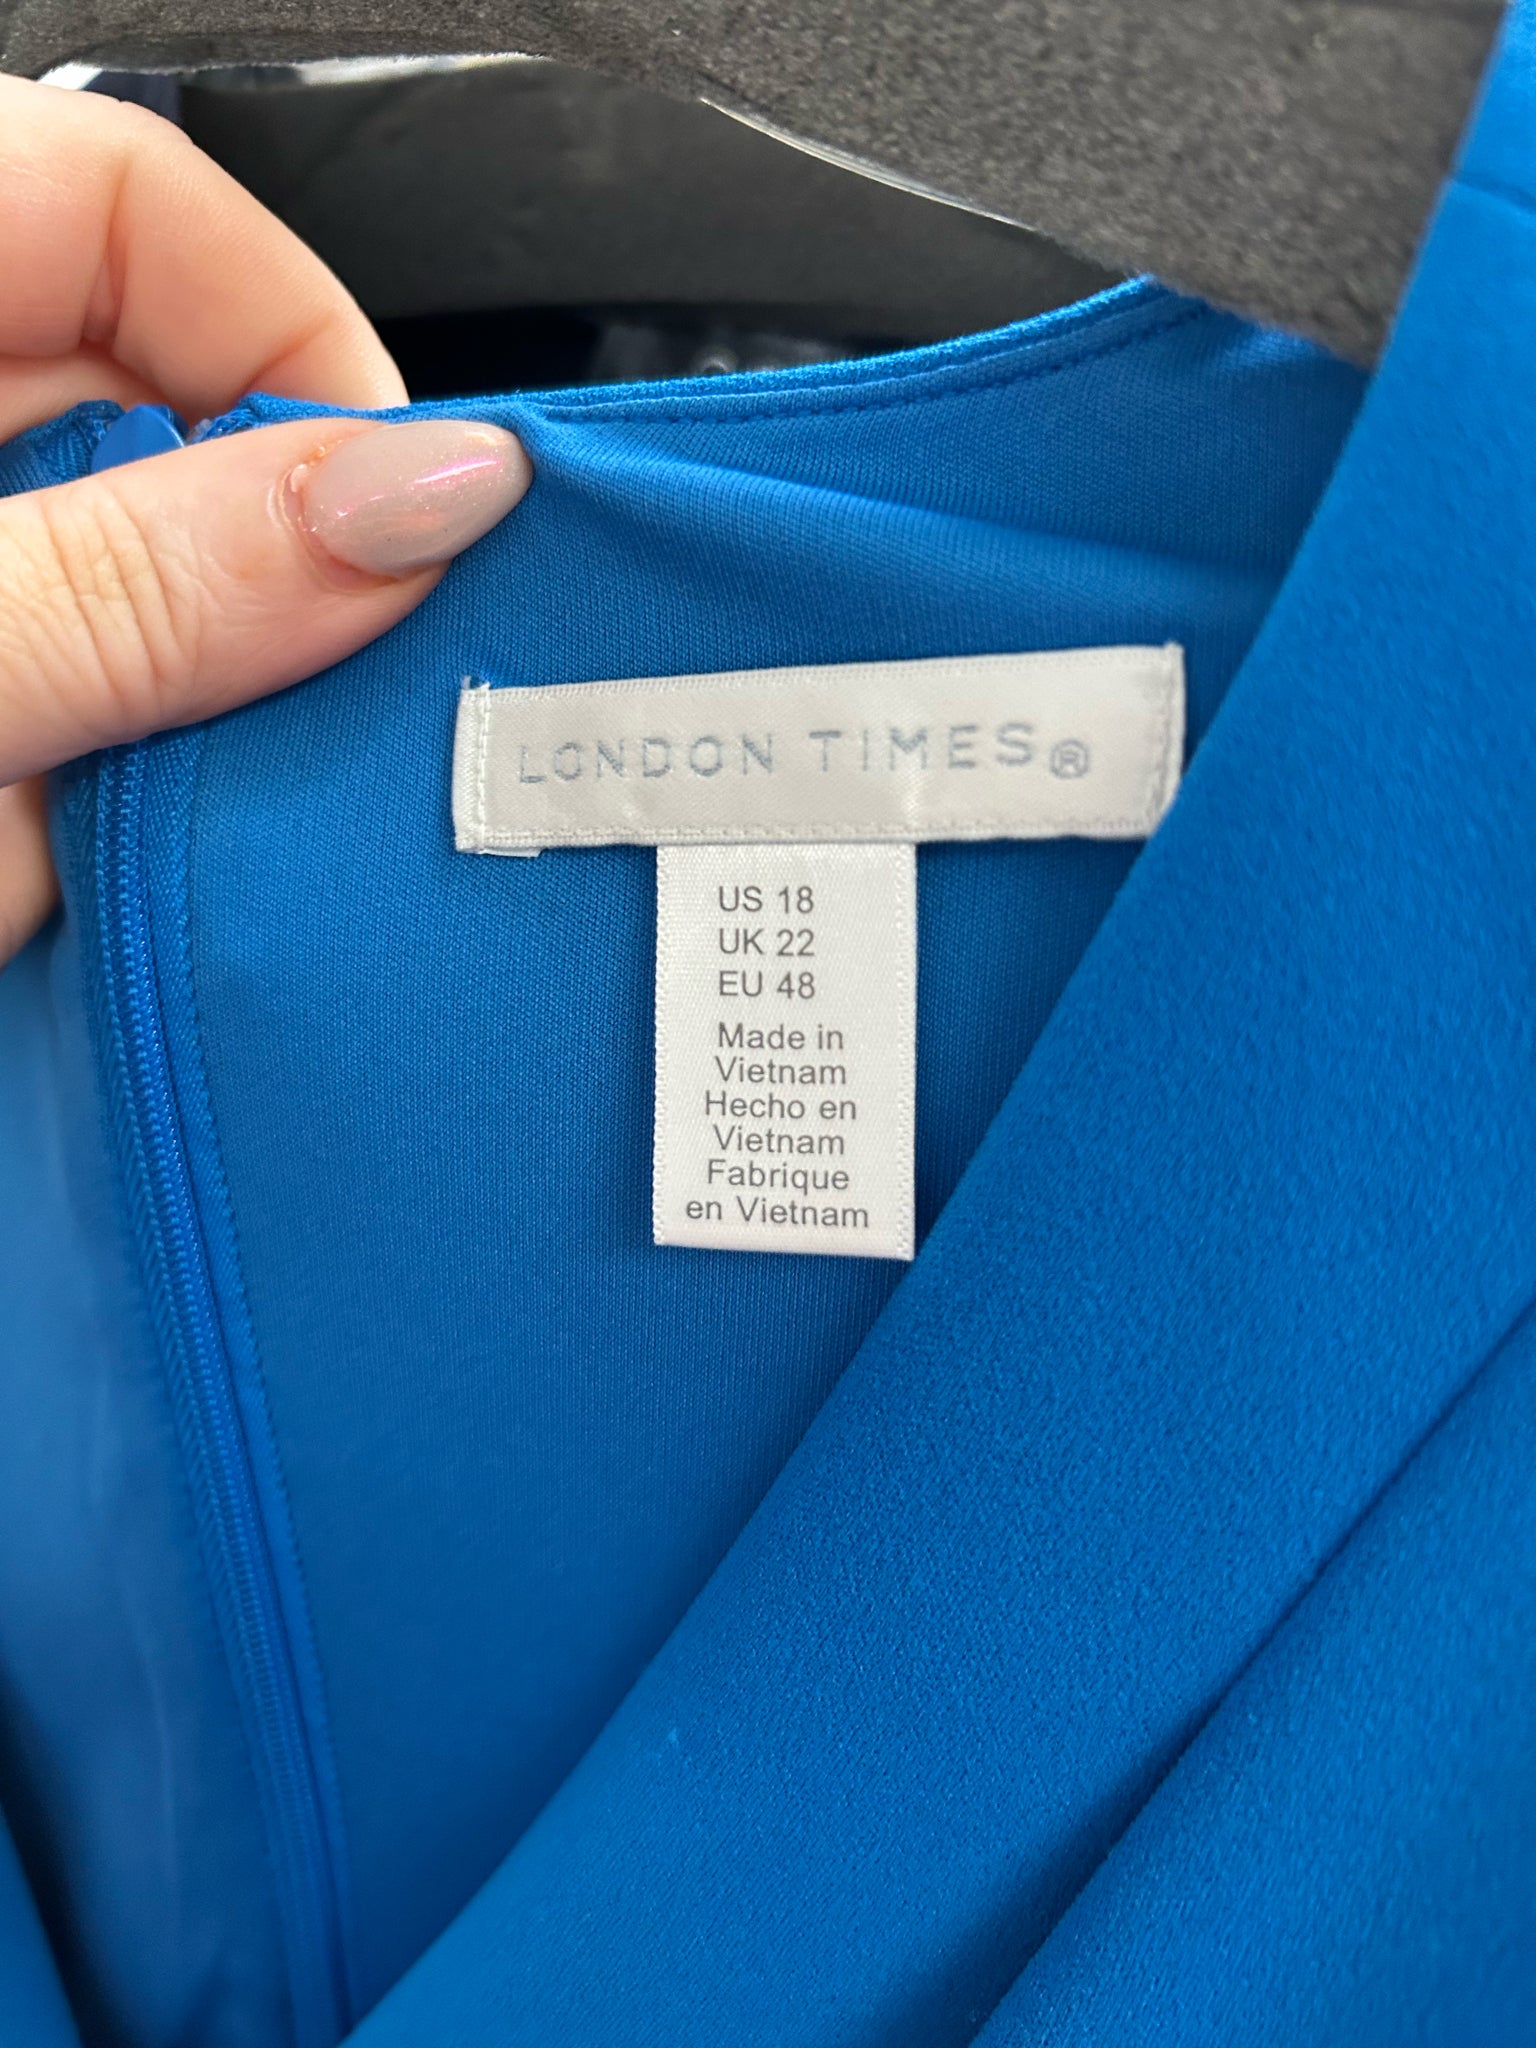 LONDON TIMES®
US 18
UK 22
EU 48
Made in
Vietnam
Hecho en
Vietnam
Fabrique
en Vietnam